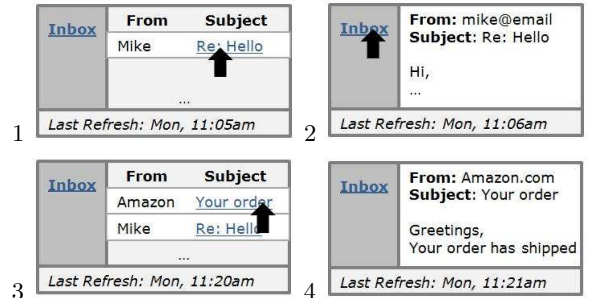 Inbox
From Subject
Mike Re: Hello
...
Last Refresh: Mon, 11:05am
1
Inbox
From: mike@email
Subject: Re: Hello
Hi,
...
Last Refresh: Mon, 11:06am
2
Inbox
From Subject
Amazon Your order
Mike Re: Hello
...
Last Refresh: Mon, 11:20am
3
Inbox
From: Amazon.com
Subject: Your order
Greetings,
Your order has shipped
Last Refresh: Mon, 11:21am
4